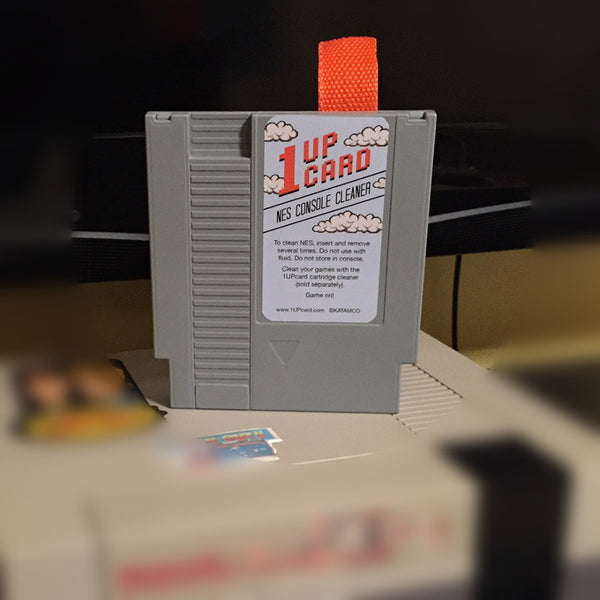 1UP
CARD
NES CONSOLE CLEANER
To clean NES, insert and remove
several times. Do not use with
fluid. Do not store in console.
Clean your games with the
1UPcard cartridge cleaner
(sold separately).
Game on!
www.1UPcard.com ©KATAMCO